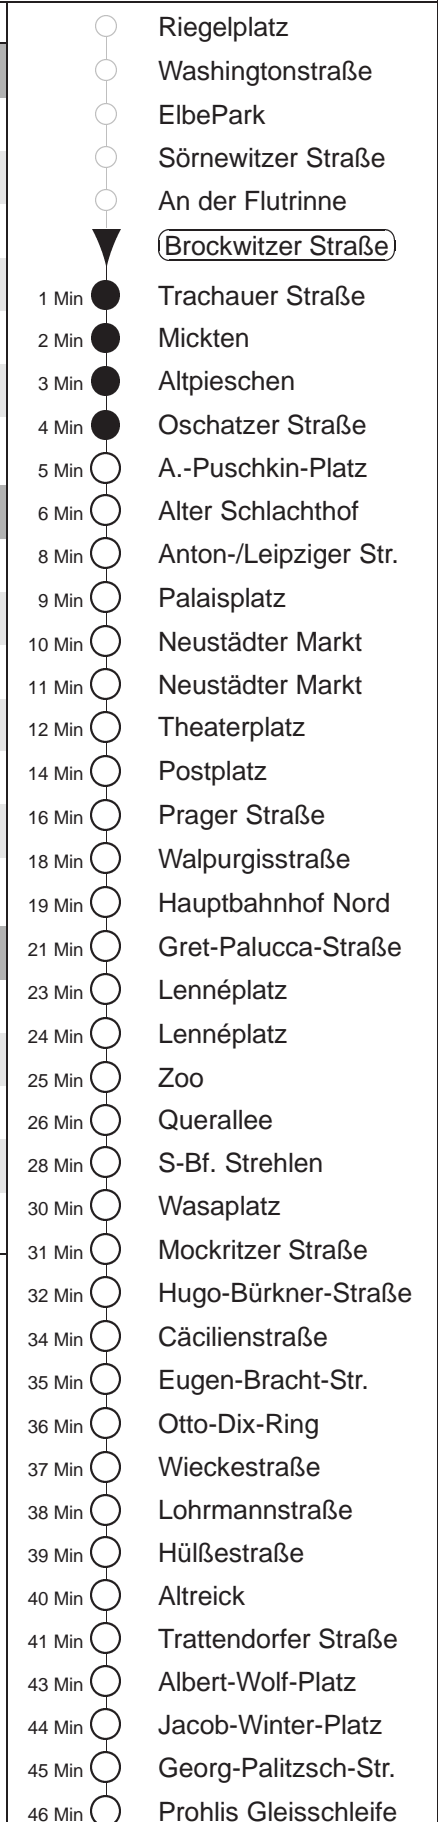 Riegelplatz
Washingtonstraße
ElbePark
Sörnewitzer Straße
An der Flutrinne
Brockwitzer Straße
1 Min Trachauer Straße
2 Min Mickten
3 Min Altpieschen
4 Min Oschatzer Straße
5 Min A.-Puschkin-Platz
6 Min Alter Schlachthof
8 Min Anton-/Leipziger Str.
9 Min Palaisplatz
10 Min Neustädter Markt
11 Min Neustädter Markt
12 Min Theaterplatz
14 Min Postplatz
16 Min Prager Straße
18 Min Walpurgisstraße
19 Min Hauptbahnhof Nord
21 Min Gret-Palucca-Straße
23 Min Lennéplatz
24 Min Lennéplatz
25 Min Zoo
26 Min Querallee
28 Min S-Bf. Strehlen
30 Min Wasaplatz
31 Min Mockritzer Straße
32 Min Hugo-Bürkner-Straße
34 Min Cäcilienstraße
35 Min Eugen-Bracht-Str.
36 Min Otto-Dix-Ring
37 Min Wieckestraße
38 Min Lohrmannstraße
39 Min Hülßestraße
40 Min Altreick
41 Min Trattendorfer Straße
43 Min Albert-Wolf-Platz
44 Min Jacob-Winter-Platz
45 Min Georg-Palitzsch-Str.
46 Min Prohlis Gleisschleife